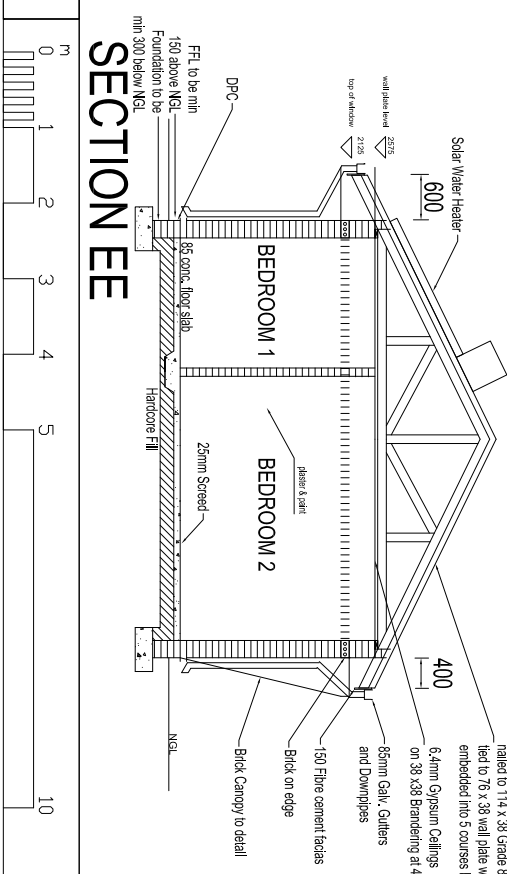 nailed to 114 x 38 Grade
tied to 76 x 38 wall plate
embedded into 5 courses
Solar Water Heater
600
400
6.4mm Gypsum Ceilings
on 38 x38 Brandering at
wall plate level
2575
top of window
2125
85mm Galv. Gutters
and Downpipes
150 Fibre cement facias
Brick on edge
BEDROOM 1
BEDROOM 2
plaster & paint
DPC
FFL to be min
150 above NGL
Foundation to be
min 300 below NGL
85 conc. floor slab
25mm Screed
Hardcore Fill
NGL
Brick Canopy to detail
SECTION EE
m
0 1 2 3 4 5 10